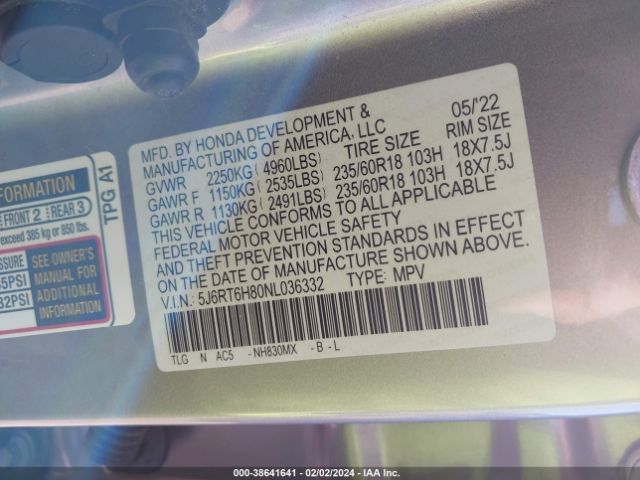 MFD. BY HONDA DEVELOPMENT & 05/'22
MANUFACTURING OF AMERICA, LLC
GVWR 2250KG ( 4960LBS) TIRE SIZE RIM SIZE
GAWR F 1150KG ( 2535LBS) 235/60R18 103H 18X7.5J
GAWR R 1130KG ( 2491LBS) 235/60R18 103H 18X7.5J
THIS VEHICLE CONFORMS TO ALL APPLICABLE
FEDERAL MOTOR VEHICLE SAFETY
AND THEFT PREVENTION STANDARDS IN EFFECT
ON THE DATE OF MANUFACTURE SHOWN ABOVE.
V.I.N.: 5J6RT6H80NL036332 TYPE: MPV
TLG N AC5 - NH830MX - B - L
TPG A1
FORMATION
FRONT 2 REAR 3
exceed 385 kg or 850 lbs.
SSURE
5PSI
32PSI
SEE OWNER'S
MANUAL FOR
ADDITIONAL
INFORMATION
000-38641641 - 02/02/2024 - IAA Inc.